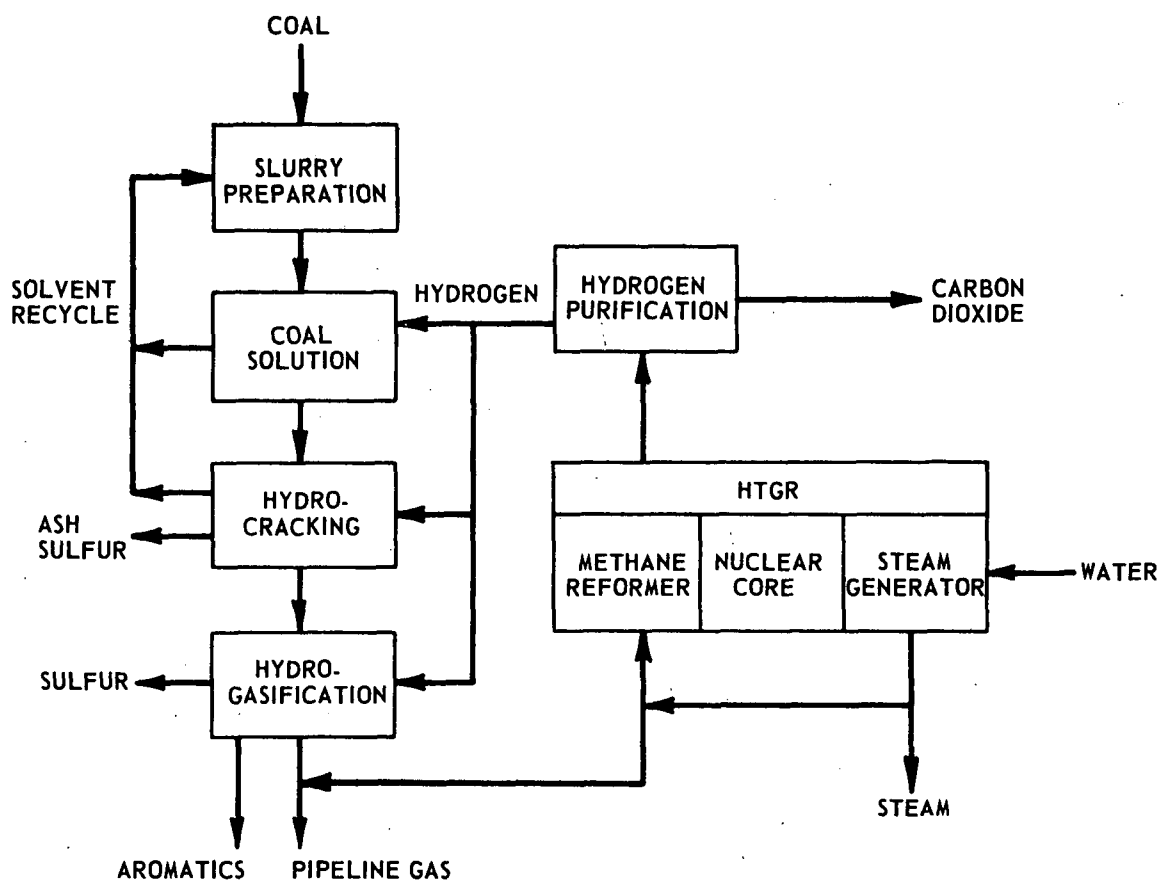 COAL
SLURRY
PREPARATION
SOLVENT
RECYCLE
HYDROGEN
HYDROGEN
PURIFICATION
CARBON
DIOXIDE
COAL
SOLUTION
HTGR
HYDRO-
CRACKING
ASH
SULFUR
METHANE
REFORMER
NUCLEAR
CORE
STEAM
GENERATOR
WATER
HYDRO-
GASIFICATION
SULFUR
STEAM
AROMATICS
PIPELINE GAS